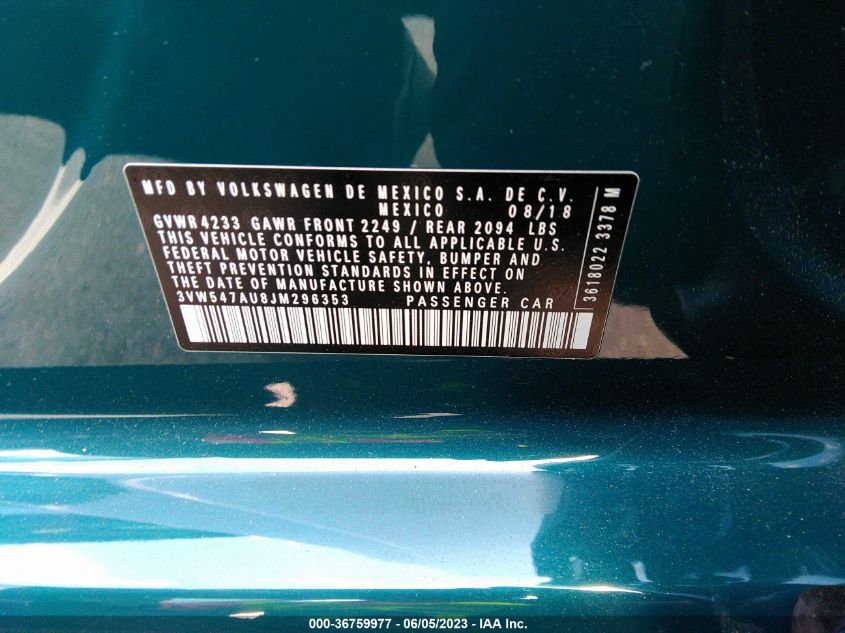 MFD BY VOLKSWAGEN DE MEXICO S.A. DE C.V.
MEXICO 08/18
GVWR4233 GAWR FRONT 2249 / REAR 2094 LBS
THIS VEHICLE CONFORMS TO ALL APPLICABLE U.S.
FEDERAL MOTOR VEHICLE SAFETY, BUMPER AND
THEFT PREVENTION STANDARDS IN EFFECT ON
THE DATE OF MANUFACTURE SHOWN ABOVE.
3VW547AU8JM296353 PASSENGER CAR
3618022 3378 M
000-36759977 - 06/05/2023 - IAA Inc.